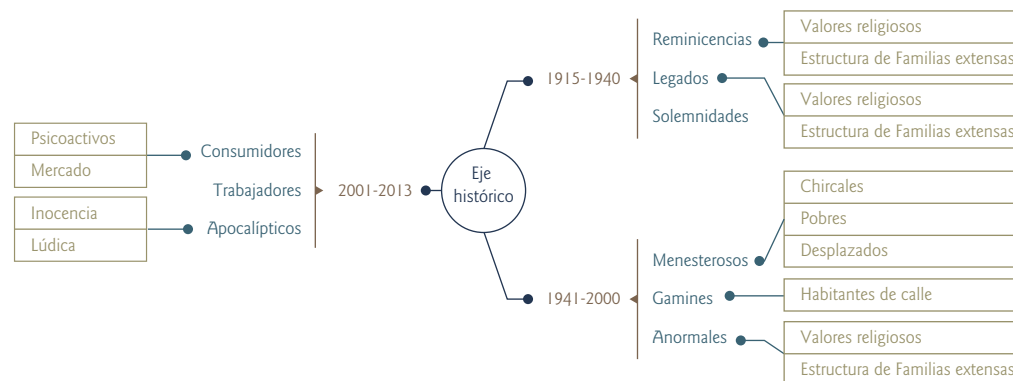 Psicoactivos
Mercado
Inocencia
Lúdica
Consumidores
Trabajadores
Apocalípticos
2001-2013
Eje
histórico
1915-1940
Reminicencias
Legados
Solemnidades
Valores religiosos
Estructura de Familias extensas
Valores religiosos
Estructura de Familias extensas
1941-2000
Menesterosos
Gamines
Anormales
Chircales
Pobres
Desplazados
Habitantes de calle
Valores religiosos
Estructura de Familias extensas